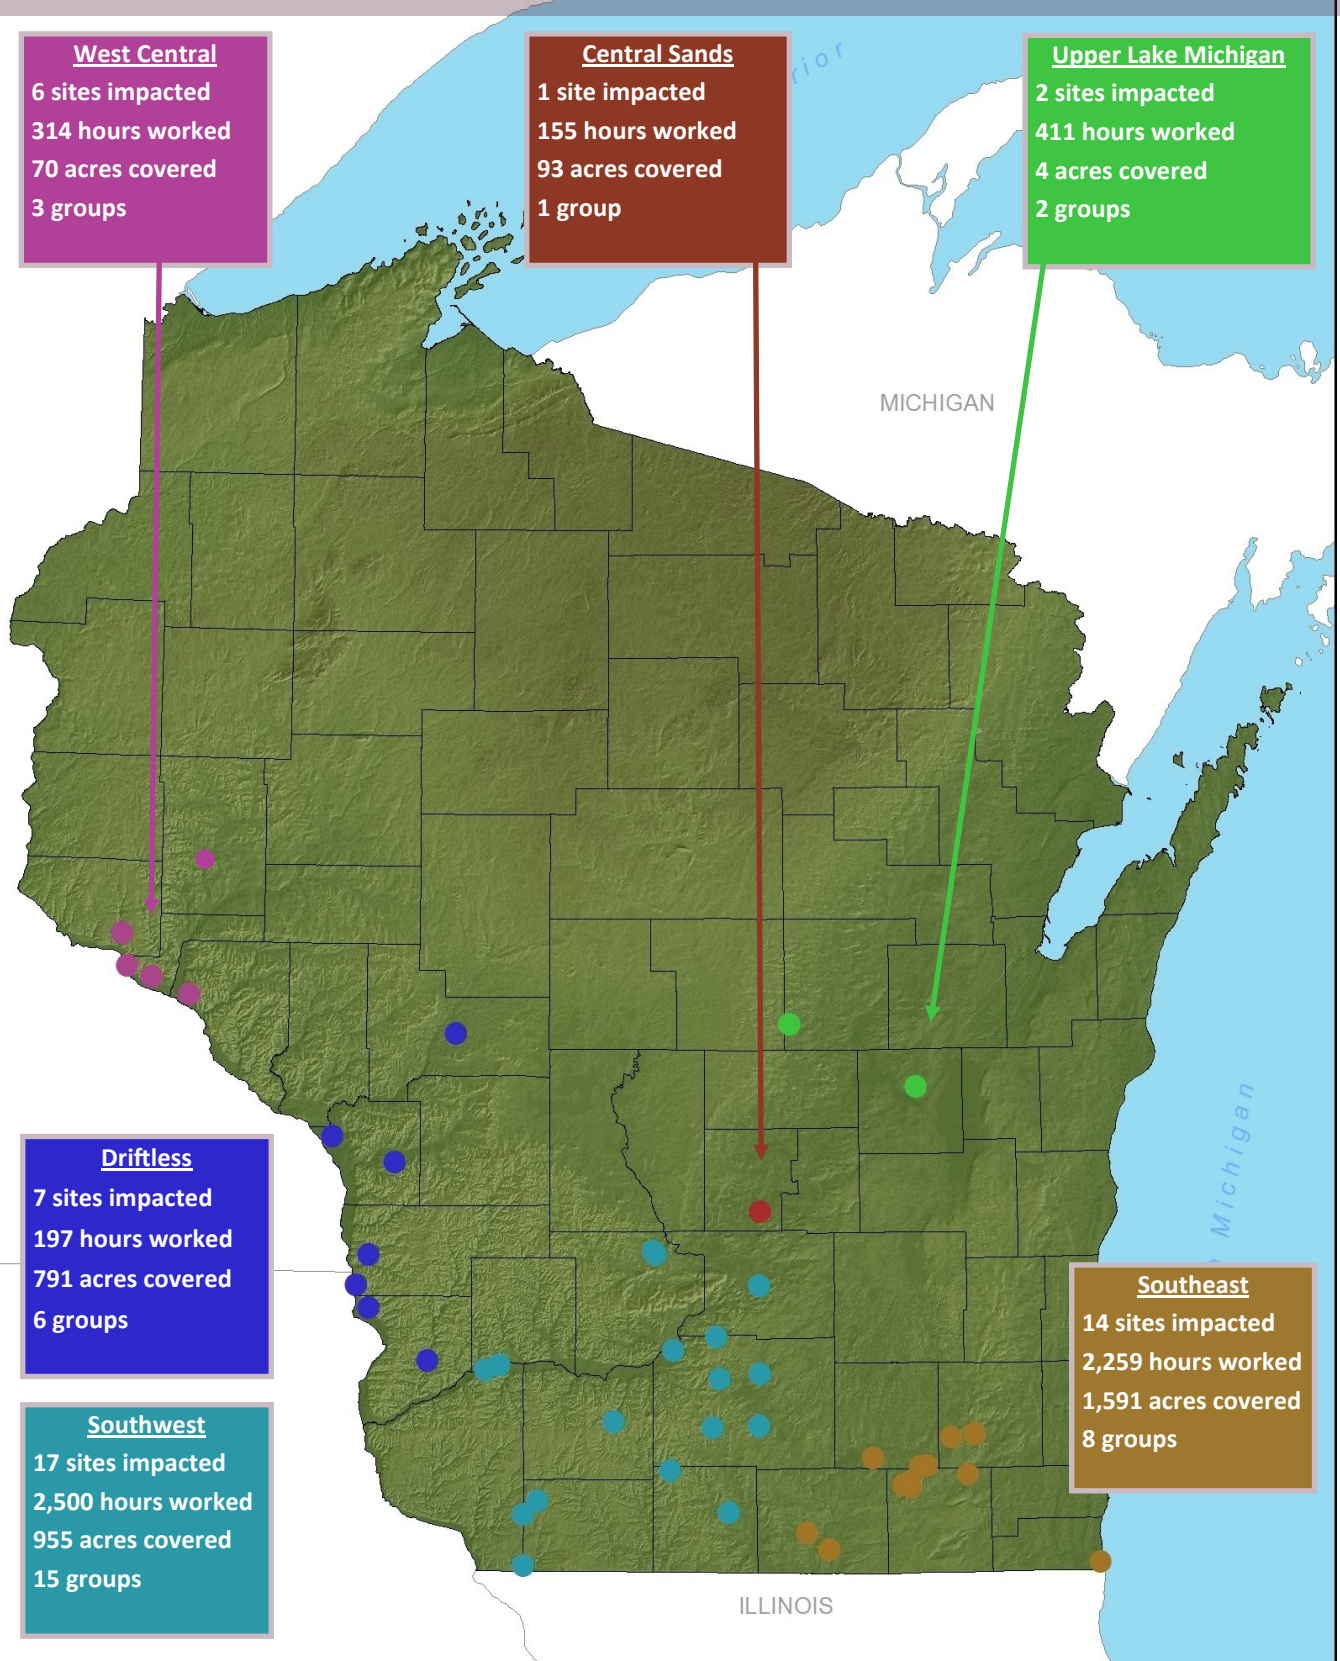 West Central
6 sites impacted
314 hours worked
70 acres covered
3 groups
Central Sands
1 site impacted
155 hours worked
93 acres covered
1 group
rior
Upper Lake Michigan
2 sites impacted
411 hours worked
4 acres covered
2 groups
MICHIGAN
Driftless
7 sites impacted
197 hours worked
791 acres covered
6 groups
Michigan
Southeast
14 sites impacted
2,259 hours worked
1,591 acres covered
8 groups
Southwest
17 sites impacted
2,500 hours worked
955 acres covered
15 groups
ILLINOIS